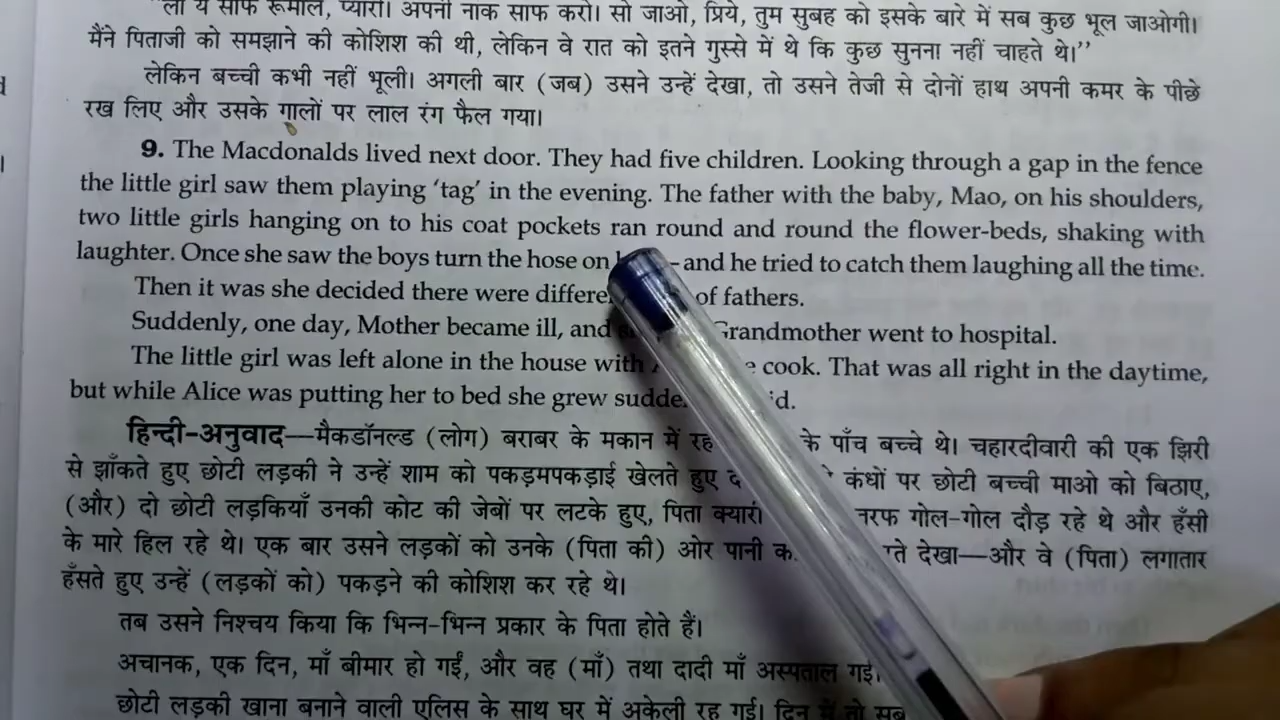 "लो ये साफ रूमाल, प्यारी। अपनी नाक साफ करो। सो जाओ, प्रिये, तुम सुबह को इसके बारे में सब कुछ भूल जाओगी।
मैंने पिताजी को समझाने की कोशिश की थी, लेकिन वे रात को इतने गुस्से में थे कि कुछ सुनना नहीं चाहते थे।"
लेकिन बच्ची कभी नहीं भूली। अगली बार (जब) उसने उन्हें देखा, तो उसने तेजी से दोनों हाथ अपनी कमर के पीछे
रख लिए और उसके गालों पर लाल रंग फैल गया।
9. The Macdonalds lived next door. They had five children. Looking through a gap in the fence
the little girl saw them playing 'tag' in the evening. The father with the baby, Mao, on his shoulders,
two little girls hanging on to his coat pockets ran round and round the flower-beds, shaking with
laughter. Once she saw the boys turn the hose on – and he tried to catch them laughing all the time.
Then it was she decided there were of fathers.
Suddenly, one day, Mother became ill, and Grandmother went to hospital.
The little girl was left alone in the house with cook. That was all right in the daytime,
but while Alice was putting her to bed she grew
हिन्दी-अनुवाद—मैकडॉनल्ड (लोग) बराबर के मकान में के पाँच बच्चे थे। चहारदीवारी की एक झिरी
से झाँकते हुए छोटी लड़की ने उन्हें शाम को पकड़मपकड़ाई खेलते हुए कंधों पर छोटी बच्ची माओ को बिठाए,
(और) दो छोटी लड़कियाँ उनकी कोट की जेबों पर लटके हुए, पिता गोल-गोल दौड़ रहे थे और हँसी
के मारे हिल रहे थे। एक बार उसने लड़कों को उनके (पिता की) ओर पानी देखा—और वे (पिता) लगातार
हँसते हुए उन्हें (लड़कों को) पकड़ने की कोशिश कर रहे थे।
तब उसने निश्चय किया कि भिन्न-भिन्न प्रकार के पिता होते हैं।
अचानक, एक दिन, माँ बीमार हो गईं, और वह (माँ) तथा दादी माँ अस्पताल गईं
छोटी लड़की खाना बनाने वाली एलिस के साथ घर में अकेली रह गई। दिन में तो सब